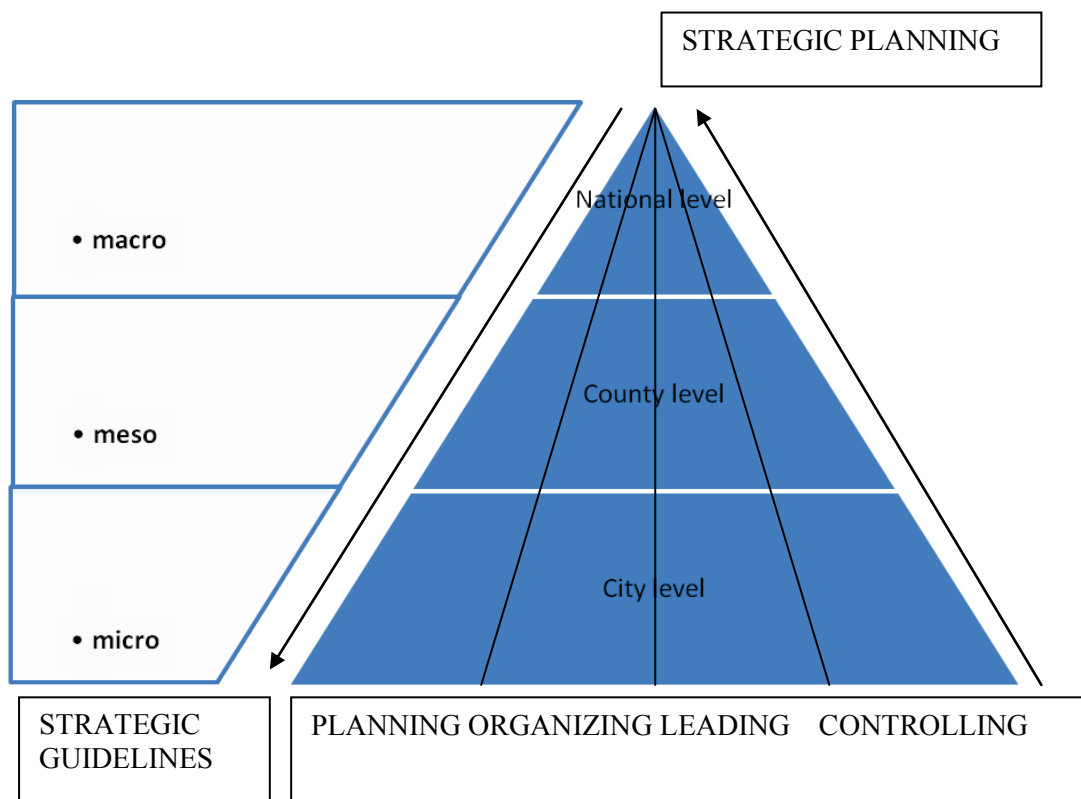 STRATEGIC PLANNING
National level
• macro
County level
• meso
City level
• micro
STRATEGIC
GUIDELINES
PLANNING ORGANIZING LEADING CONTROLLING